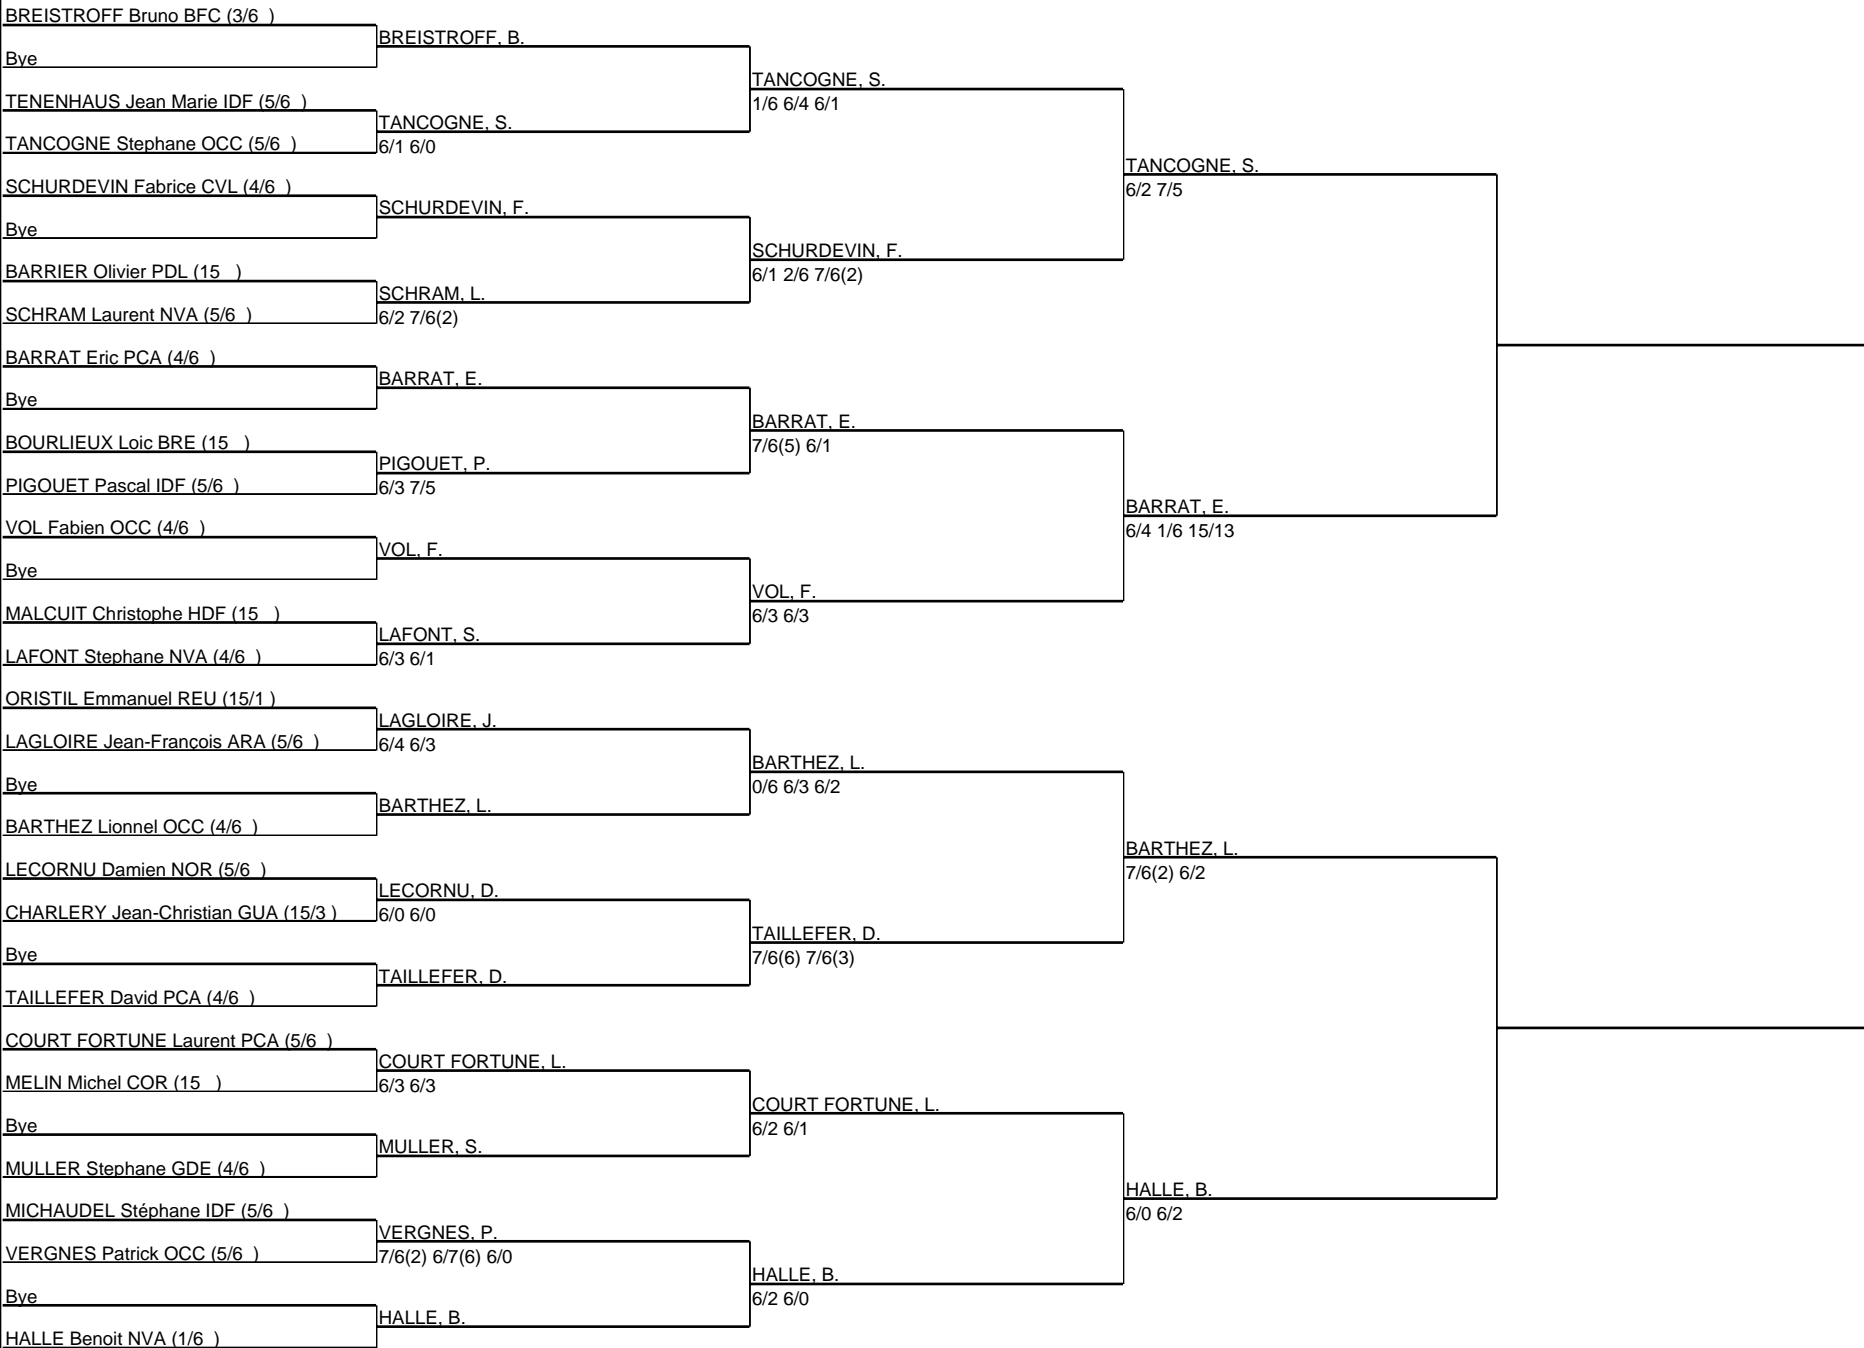 BREISTROFF Bruno BFC (3/6 )
Bye
TENENHAUS Jean Marie IDF (5/6 )
TANCOGNE Stephane OCC (5/6 )
SCHURDEVIN Fabrice CVL (4/6 )
Bye
BARRIER Olivier PDL (15 )
SCHRAM Laurent NVA (5/6 )
BARRAT Eric PCA (4/6 )
Bye
BOURLIEUX Loic BRE (15 )
PIGOUET Pascal IDF (5/6 )
VOL Fabien OCC (4/6 )
Bye
MALCUIT Christophe HDF (15 )
LAFONT Stephane NVA (4/6 )
ORISTIL Emmanuel REU (15/1 )
LAGLOIRE Jean-François ARA (5/6 )
Bye
BARTHEZ Lionnel OCC (4/6 )
LECORNU Damien NOR (5/6 )
CHARLERY Jean-Christian GUA (15/3 )
Bye
TAILLEFER David PCA (4/6 )
COURT FORTUNE Laurent PCA (5/6 )
MELIN Michel COR (15 )
Bye
MULLER Stephane GDE (4/6 )
MICHAUDEL Stéphane IDF (5/6 )
VERGNES Patrick OCC (5/6 )
Bye
HALLE Benoit NVA (1/6 )
BREISTROFF, B.
TANCOGNE, S.
6/1 6/0
SCHURDEVIN, F.
SCHRAM, L.
6/2 7/6(2)
BARRAT, E.
PIGOUET, P.
6/3 7/5
VOL, F.
LAFONT, S.
6/3 6/1
LAGLOIRE, J.
6/4 6/3
BARTHEZ, L.
LECORNU, D.
6/0 6/0
TAILLEFER, D.
COURT FORTUNE, L.
6/3 6/3
MULLER, S.
VERGNES, P.
7/6(2) 6/7(6) 6/0
HALLE, B.
TANCOGNE, S.
1/6 6/4 6/1
SCHURDEVIN, F.
6/1 2/6 7/6(2)
BARRAT, E.
7/6(5) 6/1
VOL, F.
6/3 6/3
BARTHEZ, L.
0/6 6/3 6/2
TAILLEFER, D.
7/6(6) 7/6(3)
COURT FORTUNE, L.
6/2 6/1
HALLE, B.
6/2 6/0
TANCOGNE, S.
6/2 7/5
BARRAT, E.
6/4 1/6 15/13
BARTHEZ, L.
7/6(2) 6/2
HALLE, B.
6/0 6/2